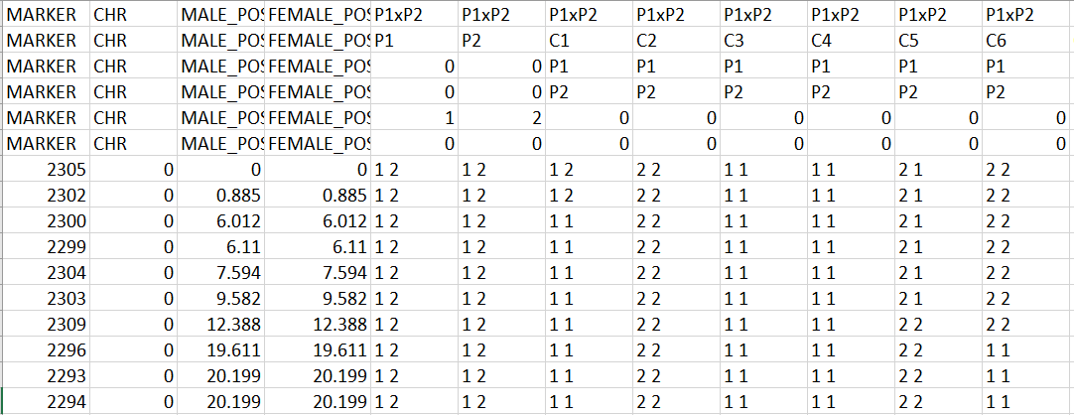 MARKER CHR MALE_POS FEMALE_POS P1xP2 P1xP2 P1xP2 P1xP2 P1xP2 P1xP2 P1xP2 P1xP2
MARKER CHR MALE_POS FEMALE_POS P1 P2 C1 C2 C3 C4 C5 C6
MARKER CHR MALE_POS FEMALE_POS 0 0 P1 P1 P1 P1 P1 P1
MARKER CHR MALE_POS FEMALE_POS 0 0 P2 P2 P2 P2 P2 P2
MARKER CHR MALE_POS FEMALE_POS 1 2 0 0 0 0 0 0
MARKER CHR MALE_POS FEMALE_POS 0 0 0 0 0 0 0 0
2305 0 0 0 1 2 1 2 1 2 2 2 1 1 1 1 2 1 2 2
2302 0 0.885 0.885 1 2 1 2 1 2 2 2 1 1 1 1 2 1 2 2
2300 0 6.012 6.012 1 2 1 2 1 1 2 2 1 1 1 1 2 1 2 2
2299 0 6.11 6.11 1 2 1 2 1 1 2 2 1 1 1 1 2 1 2 2
2304 0 7.594 7.594 1 2 1 2 1 1 2 2 1 1 1 1 2 1 2 2
2303 0 9.582 9.582 1 2 1 2 1 1 2 2 1 1 1 1 2 1 2 2
2309 0 12.388 12.388 1 2 1 2 1 1 2 2 1 1 1 1 2 2 2 2
2296 0 19.611 19.611 1 2 1 2 1 1 2 2 1 1 1 1 2 2 1 1
2293 0 20.199 20.199 1 2 1 2 1 1 2 2 1 1 1 1 2 2 1 1
2294 0 20.199 20.199 1 2 1 2 1 1 2 2 1 1 1 1 2 2 1 1